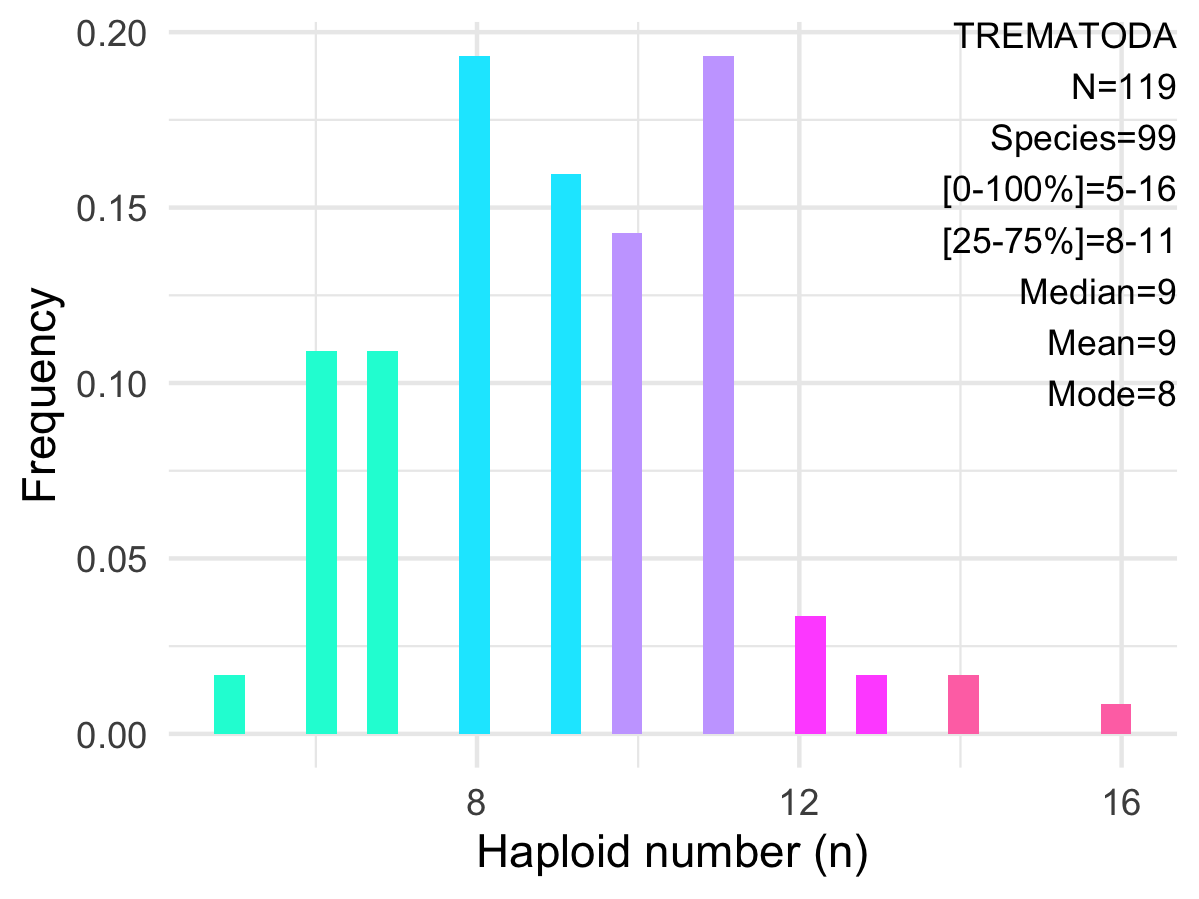 TREMATODA
N=119
Species=99
[0-100%]=5-16
[25-75%]=8-11
Median=9
Mean=9
Mode=8
Frequency
0.20
0.15
0.10
0.05
0.00
8 12 16
Haploid number (n)